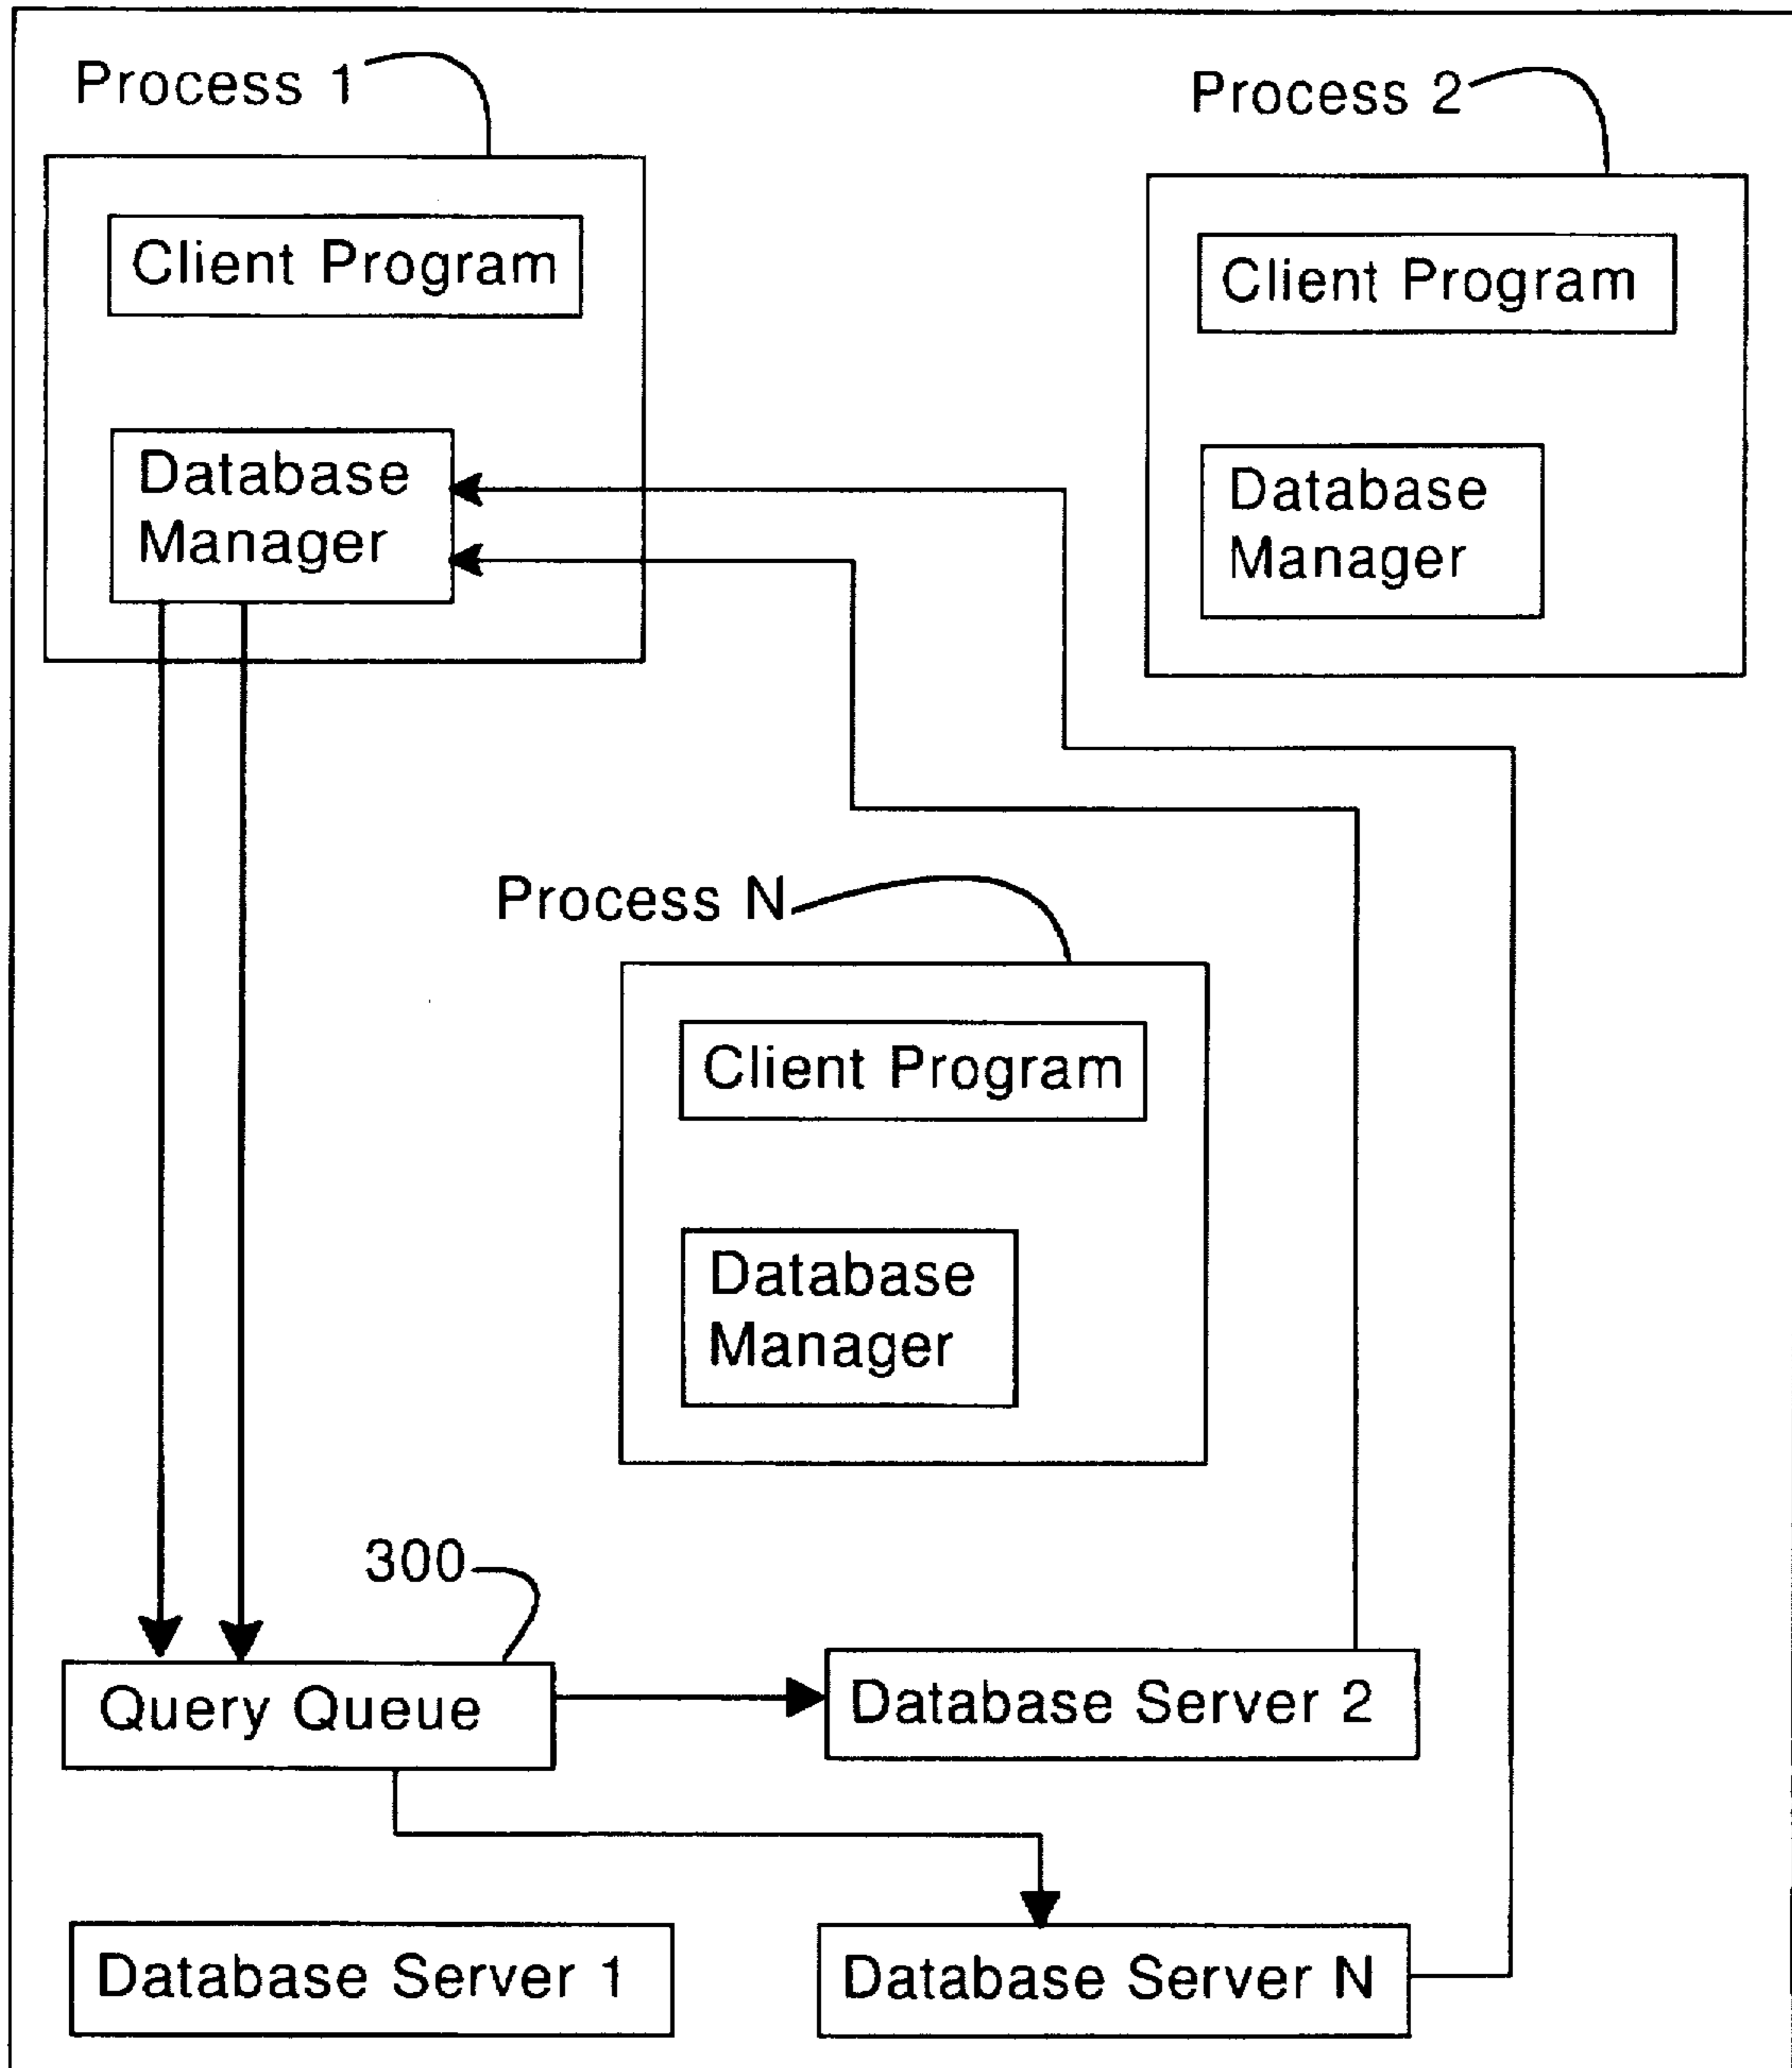 Process 1
Process 2
Client Program
Client Program
Database
Manager
Database
Manager
Process N
Client Program
Database
Manager
300
Query Queue
Database Server 2
Database Server 1
Database Server N